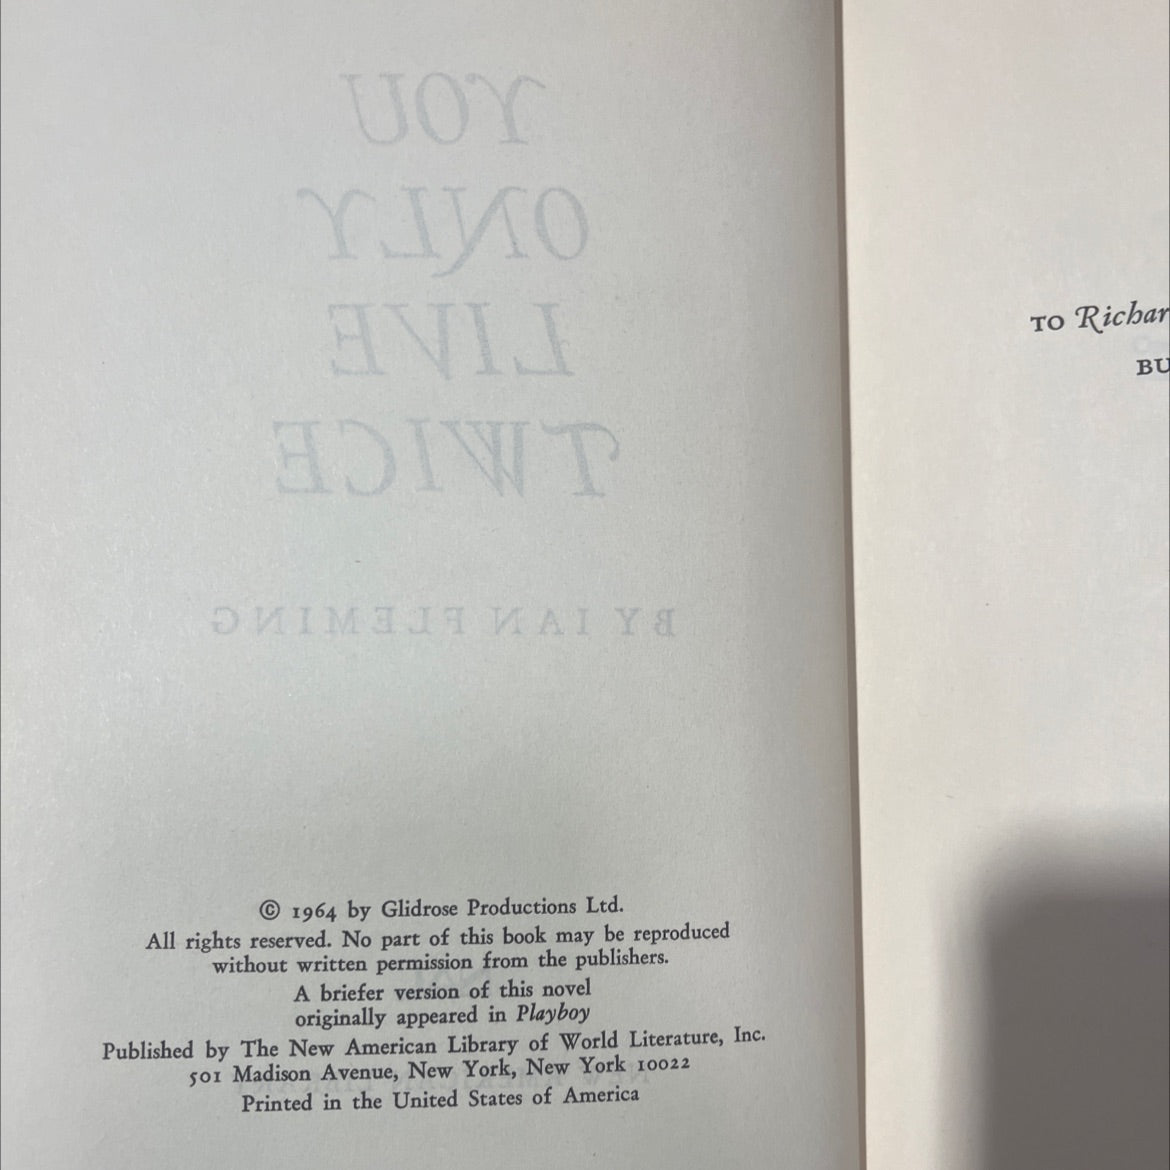 YOU
ONLY
LIVE
TWICE
BY IAN FLEMING
© 1964 by Glidrose Productions Ltd.
All rights reserved. No part of this book may be reproduced
without written permission from the publishers.
A briefer version of this novel
originally appeared in Playboy
Published by The New American Library of World Literature, Inc.
501 Madison Avenue, New York, New York 10022
Printed in the United States of America
TO Richar
BU